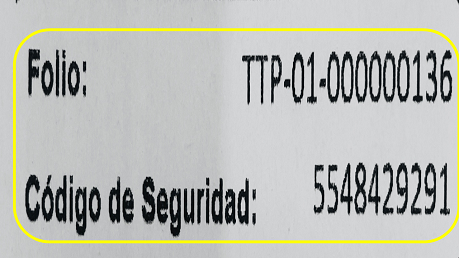 Folio: TTP-01-000000136
Código de Seguridad: 5548429291